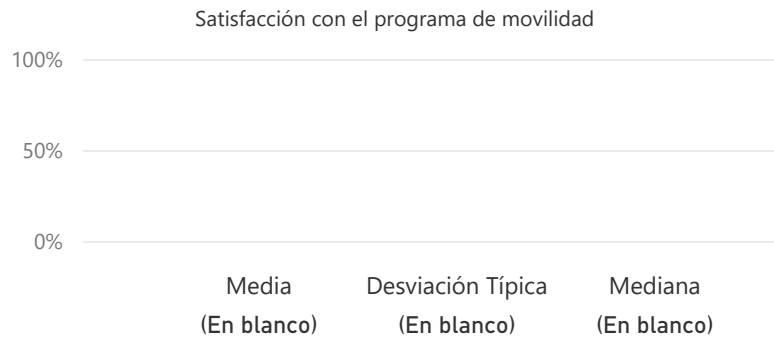 Satisfacción con el programa de movilidad
100%
50%
0%
Media Desviación Típica Mediana
(En blanco) (En blanco) (En blanco)